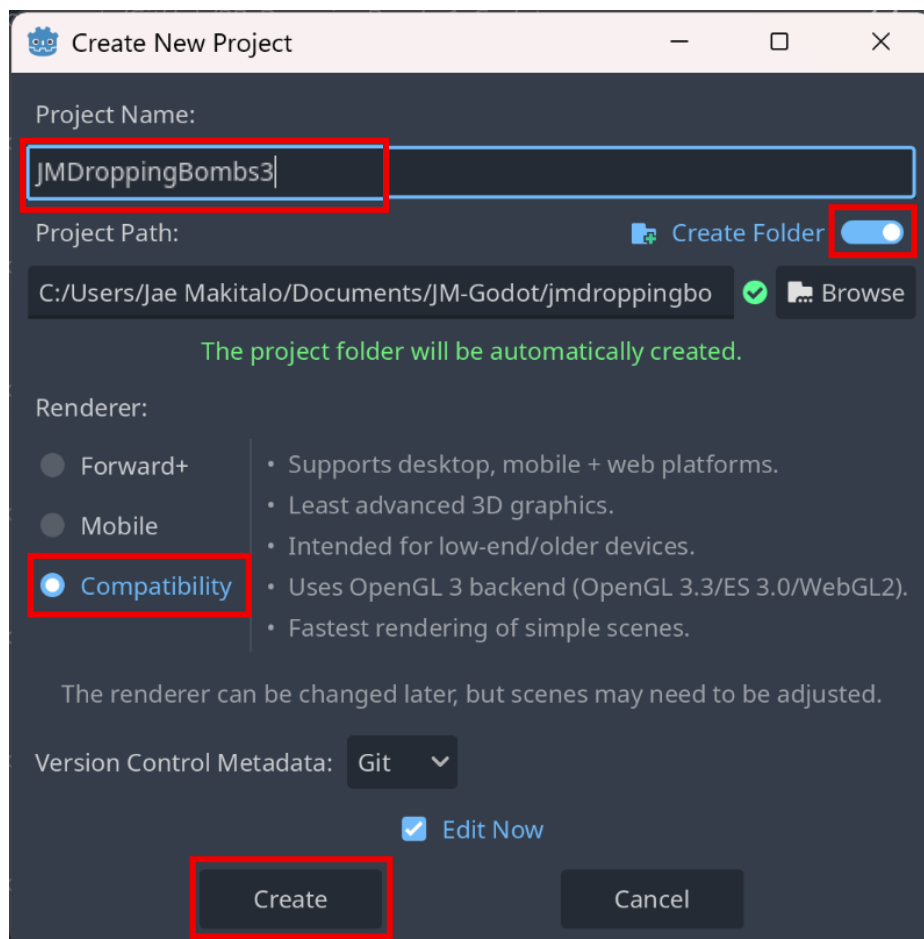 Create New Project
Project Name:
JMDroppingBombs3
Project Path:
Create Folder
C:/Users/Jae Makitalo/Documents/JM-Godot/jmdroppingbo
Browse
The project folder will be automatically created.
Renderer:
Forward+
Mobile
Compatibility
• Supports desktop, mobile + web platforms.
• Least advanced 3D graphics.
• Intended for low-end/older devices.
• Uses OpenGL 3 backend (OpenGL 3.3/ES 3.0/WebGL2).
• Fastest rendering of simple scenes.
The renderer can be changed later, but scenes may need to be adjusted.
Version Control Metadata: Git
Edit Now
Create
Cancel